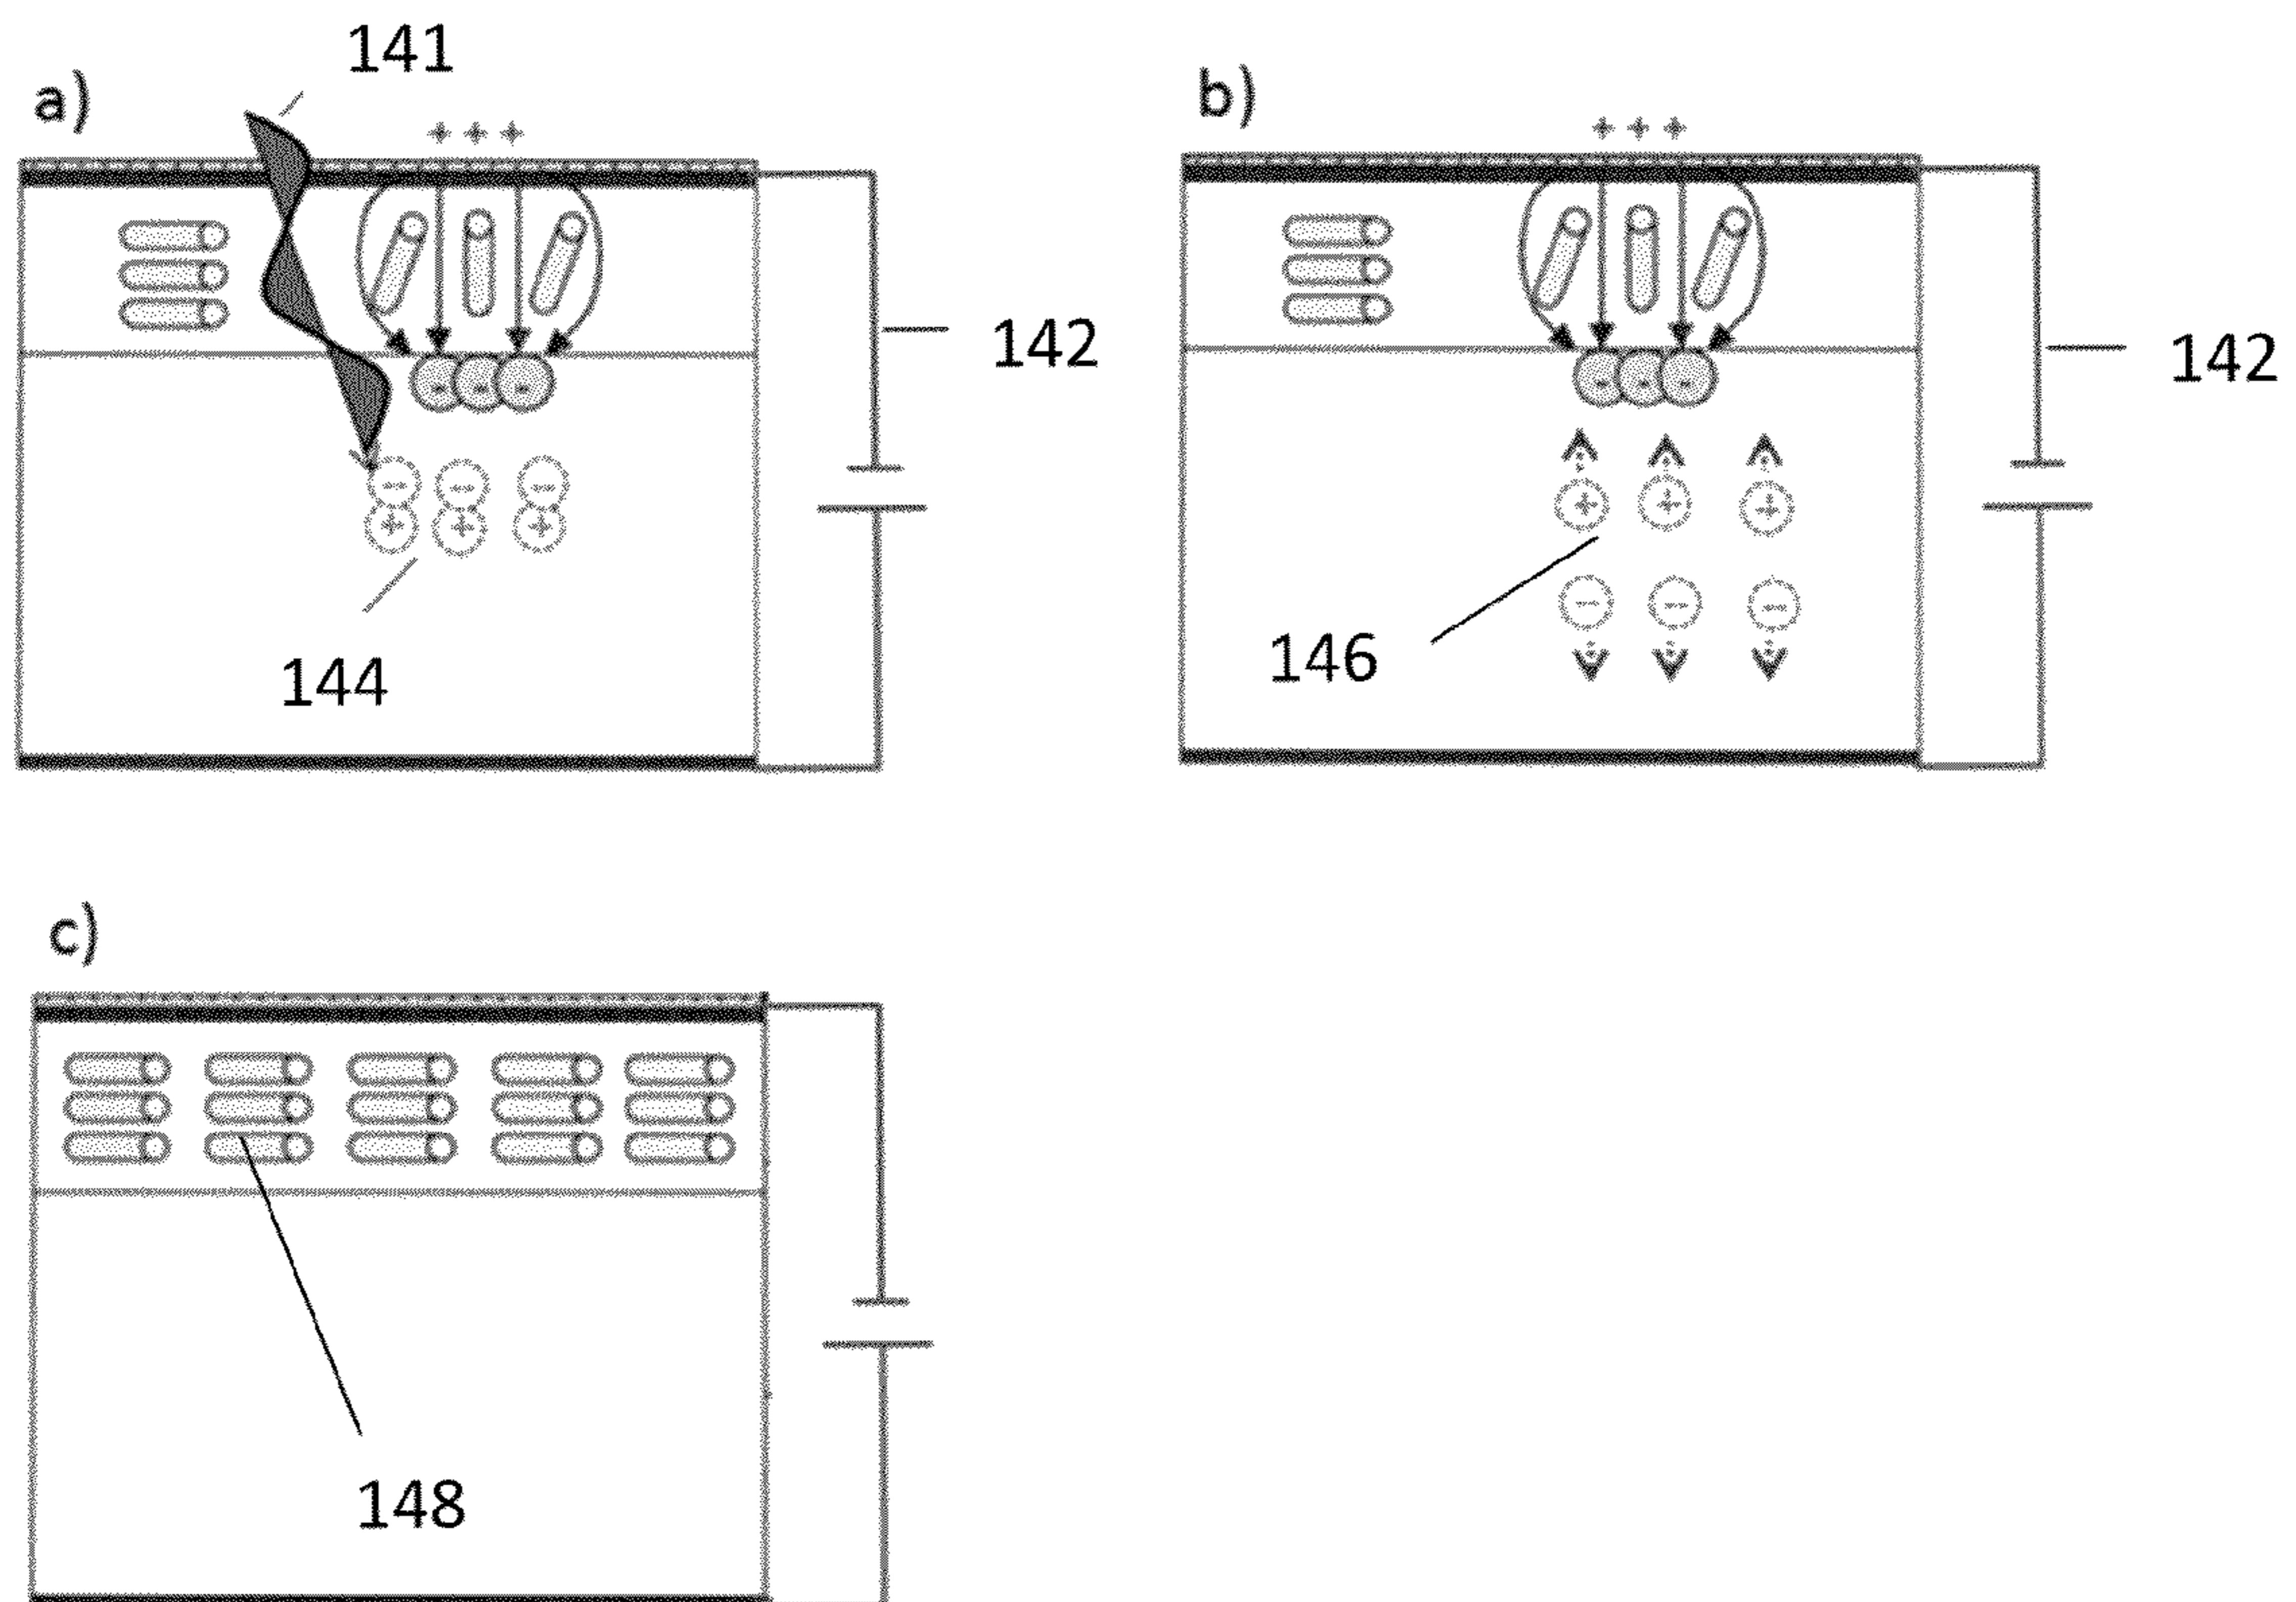 a)
141
+ + +
142
- - -
-- -- --
+ + +
144
b)
+ + +
142
- - -
+ + +
146
-- -- --
c)
148